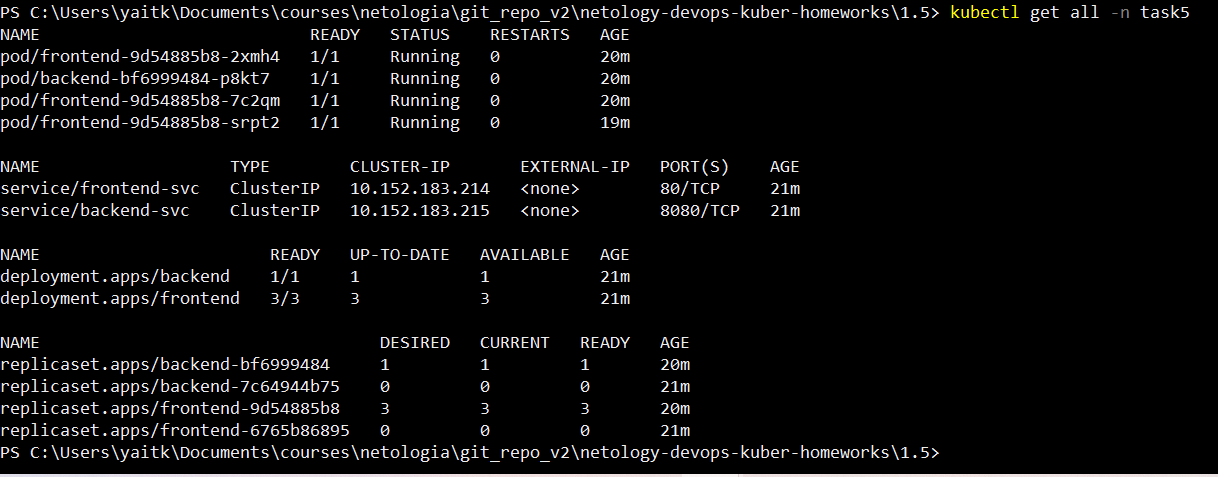 PS C:\Users\yaitk\Documents\courses\netologia\git_repo_v2\netology-devops-kuber-homeworks\1.5> kubectl get all -n task5
NAME READY STATUS RESTARTS AGE
pod/frontend-9d54885b8-2xmh4 1/1 Running 0 20m
pod/backend-bf6999484-p8kt7 1/1 Running 0 20m
pod/frontend-9d54885b8-7c2qm 1/1 Running 0 20m
pod/frontend-9d54885b8-srpt2 1/1 Running 0 19m
NAME TYPE CLUSTER-IP EXTERNAL-IP PORT(S) AGE
service/frontend-svc ClusterIP 10.152.183.214 <none> 80/TCP 21m
service/backend-svc ClusterIP 10.152.183.215 <none> 8080/TCP 21m
NAME READY UP-TO-DATE AVAILABLE AGE
deployment.apps/backend 1/1 1 1 21m
deployment.apps/frontend 3/3 3 3 21m
NAME DESIRED CURRENT READY AGE
replicaset.apps/backend-bf6999484 1 1 1 20m
replicaset.apps/backend-7c64944b75 0 0 0 21m
replicaset.apps/frontend-9d54885b8 3 3 3 20m
replicaset.apps/frontend-6765b86895 0 0 0 21m
PS C:\Users\yaitk\Documents\courses\netologia\git_repo_v2\netology-devops-kuber-homeworks\1.5>